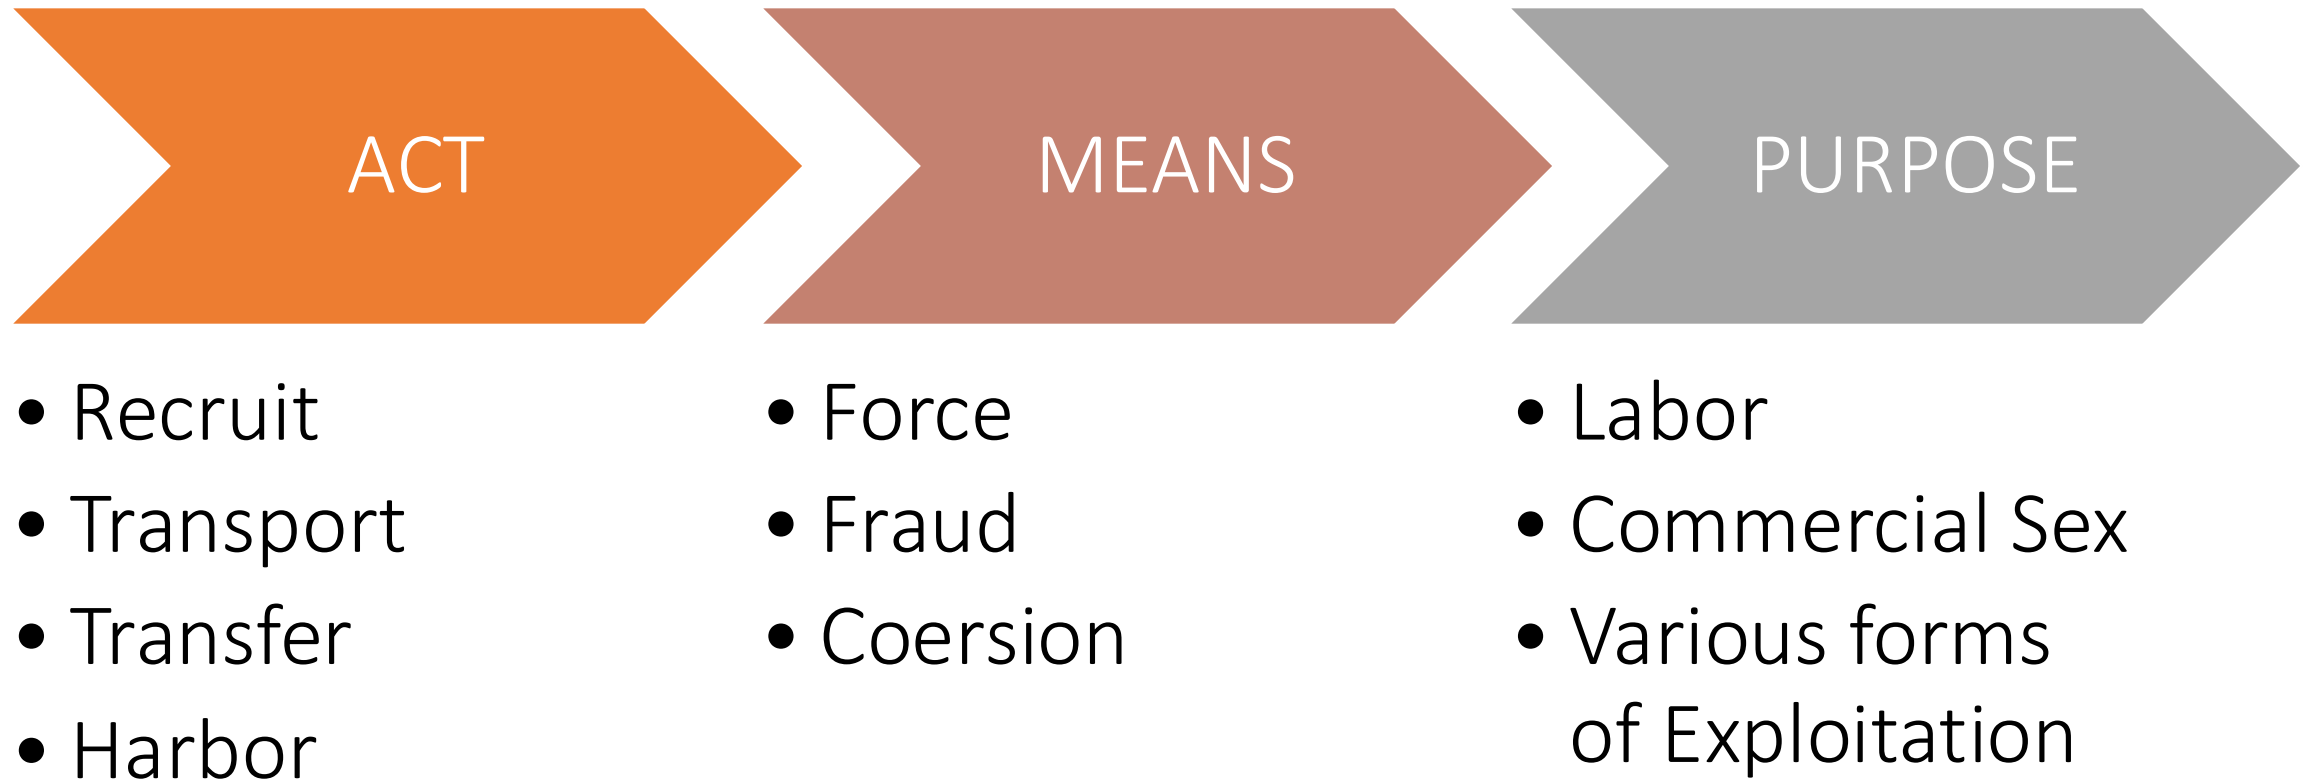 ACT
• Recruit
• Transport
• Transfer
• Harbor
MEANS
• Force
• Fraud
• Coersion
PURPOSE
• Labor
• Commercial Sex
• Various forms
of Exploitation